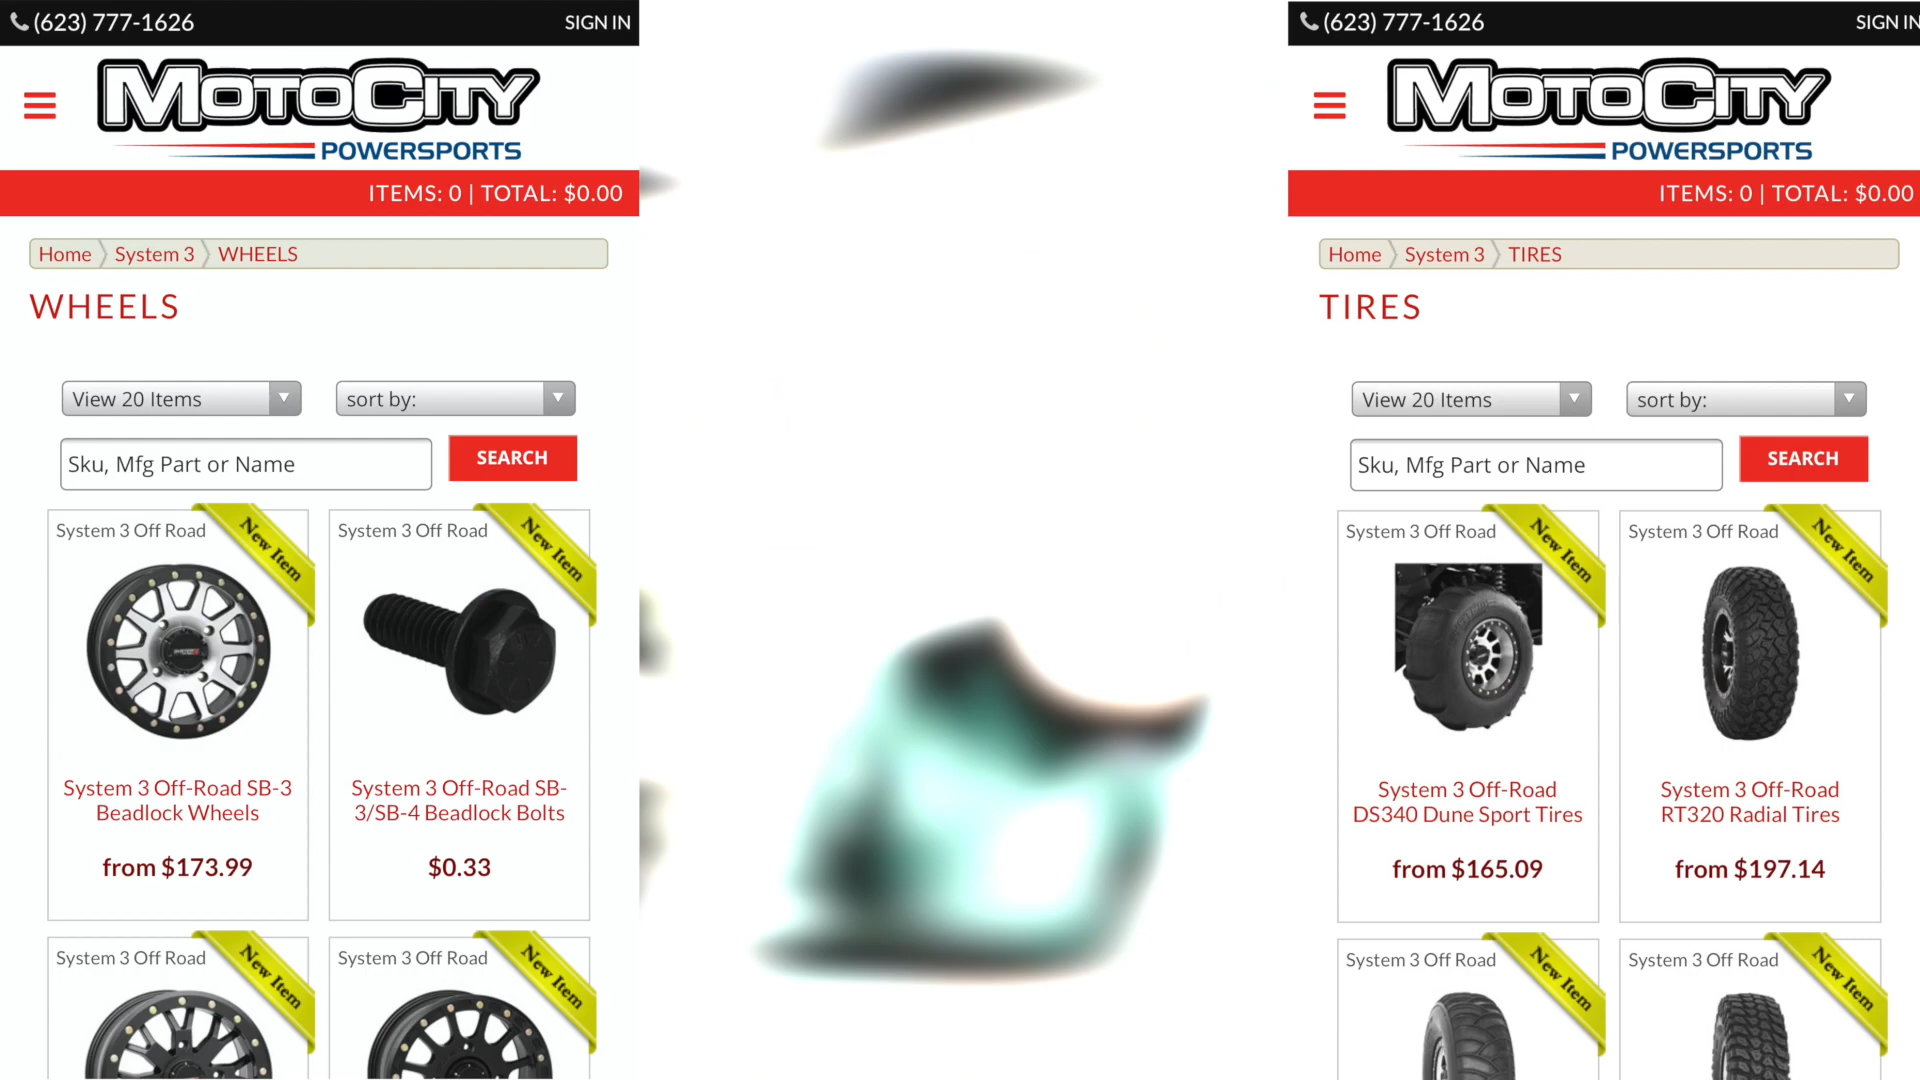 (623) 777-1626
SIGN IN
MOTOCITY
POWERSPORTS
ITEMS: 0 | TOTAL: $0.00
Home
System 3
WHEELS
WHEELS
View 20 Items
sort by:
Sku, Mfg Part or Name
SEARCH
System 3 Off Road
New Item
System 3 Off-Road SB-3
Beadlock Wheels
from $173.99
System 3 Off Road
New Item
System 3 Off-Road SB-
3/SB-4 Beadlock Bolts
$0.33
System 3 Off Road
New Item
System 3 Off Road
New Item
(623) 777-1626
SIGN IN
MOTOCITY
POWERSPORTS
ITEMS: 0 | TOTAL: $0.00
Home
System 3
TIRES
TIRES
View 20 Items
sort by:
Sku, Mfg Part or Name
SEARCH
System 3 Off Road
New Item
System 3 Off-Road
DS340 Dune Sport Tires
from $165.09
System 3 Off Road
New Item
System 3 Off-Road
RT320 Radial Tires
from $197.14
System 3 Off Road
New Item
System 3 Off Road
New Item